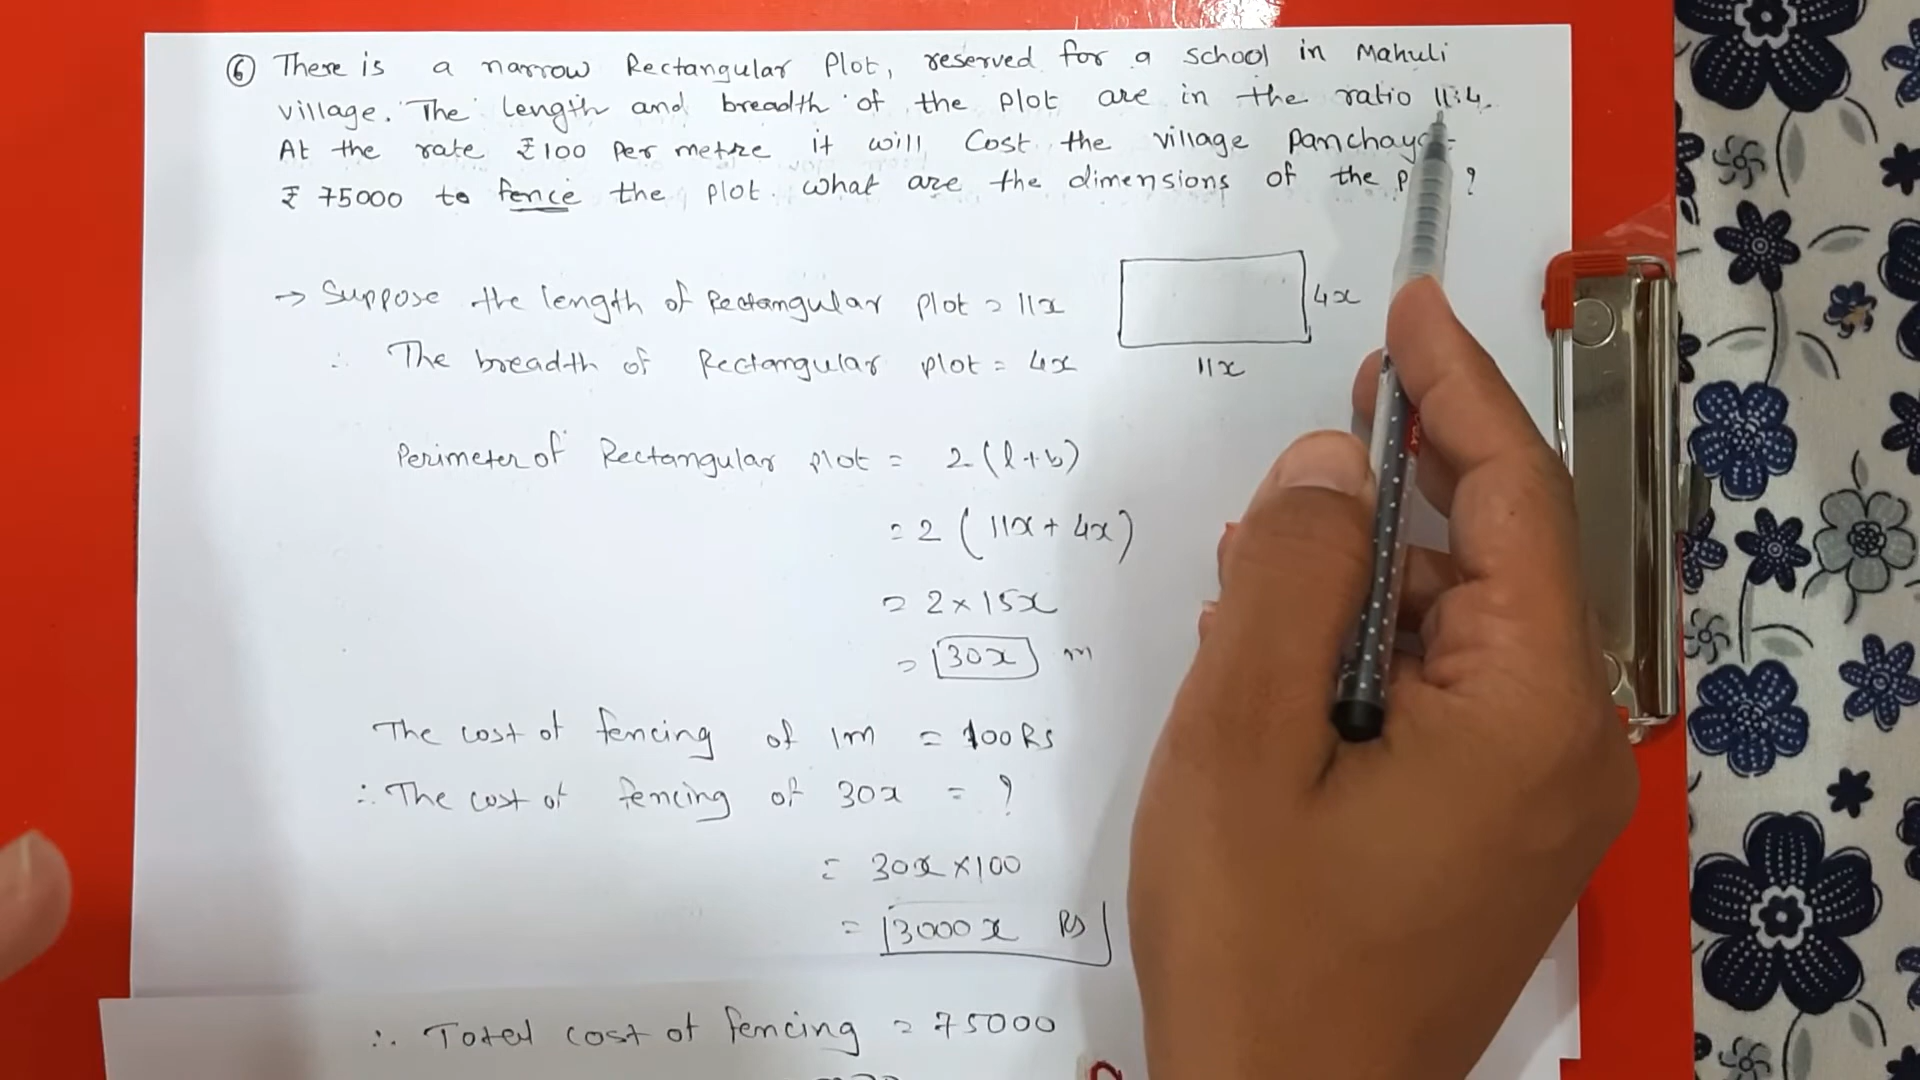 ⑥ There is a narrow Rectangular Plot, reserved for a school in Mahuli
village. The length and breadth of the plot are in the ratio 11:4.
At the rate ₹100 per metre it will cost the village Panchaya
₹ 75000 to fence the plot. what are the dimensions of the ?
→ Suppose the length of Rectangular plot = 11x
4x
∴ The breadth of Rectangular plot = 4x
11x
Perimeter of Rectangular plot = 2(l+b)
= 2 (11x + 4x)
= 2 × 15x
= 30x m
The cost of fencing of 1m = 100 Rs
∴ The cost of fencing of 30x = ?
= 30x × 100
= 3000x Rs
∴ Total cost of fencing = 75000